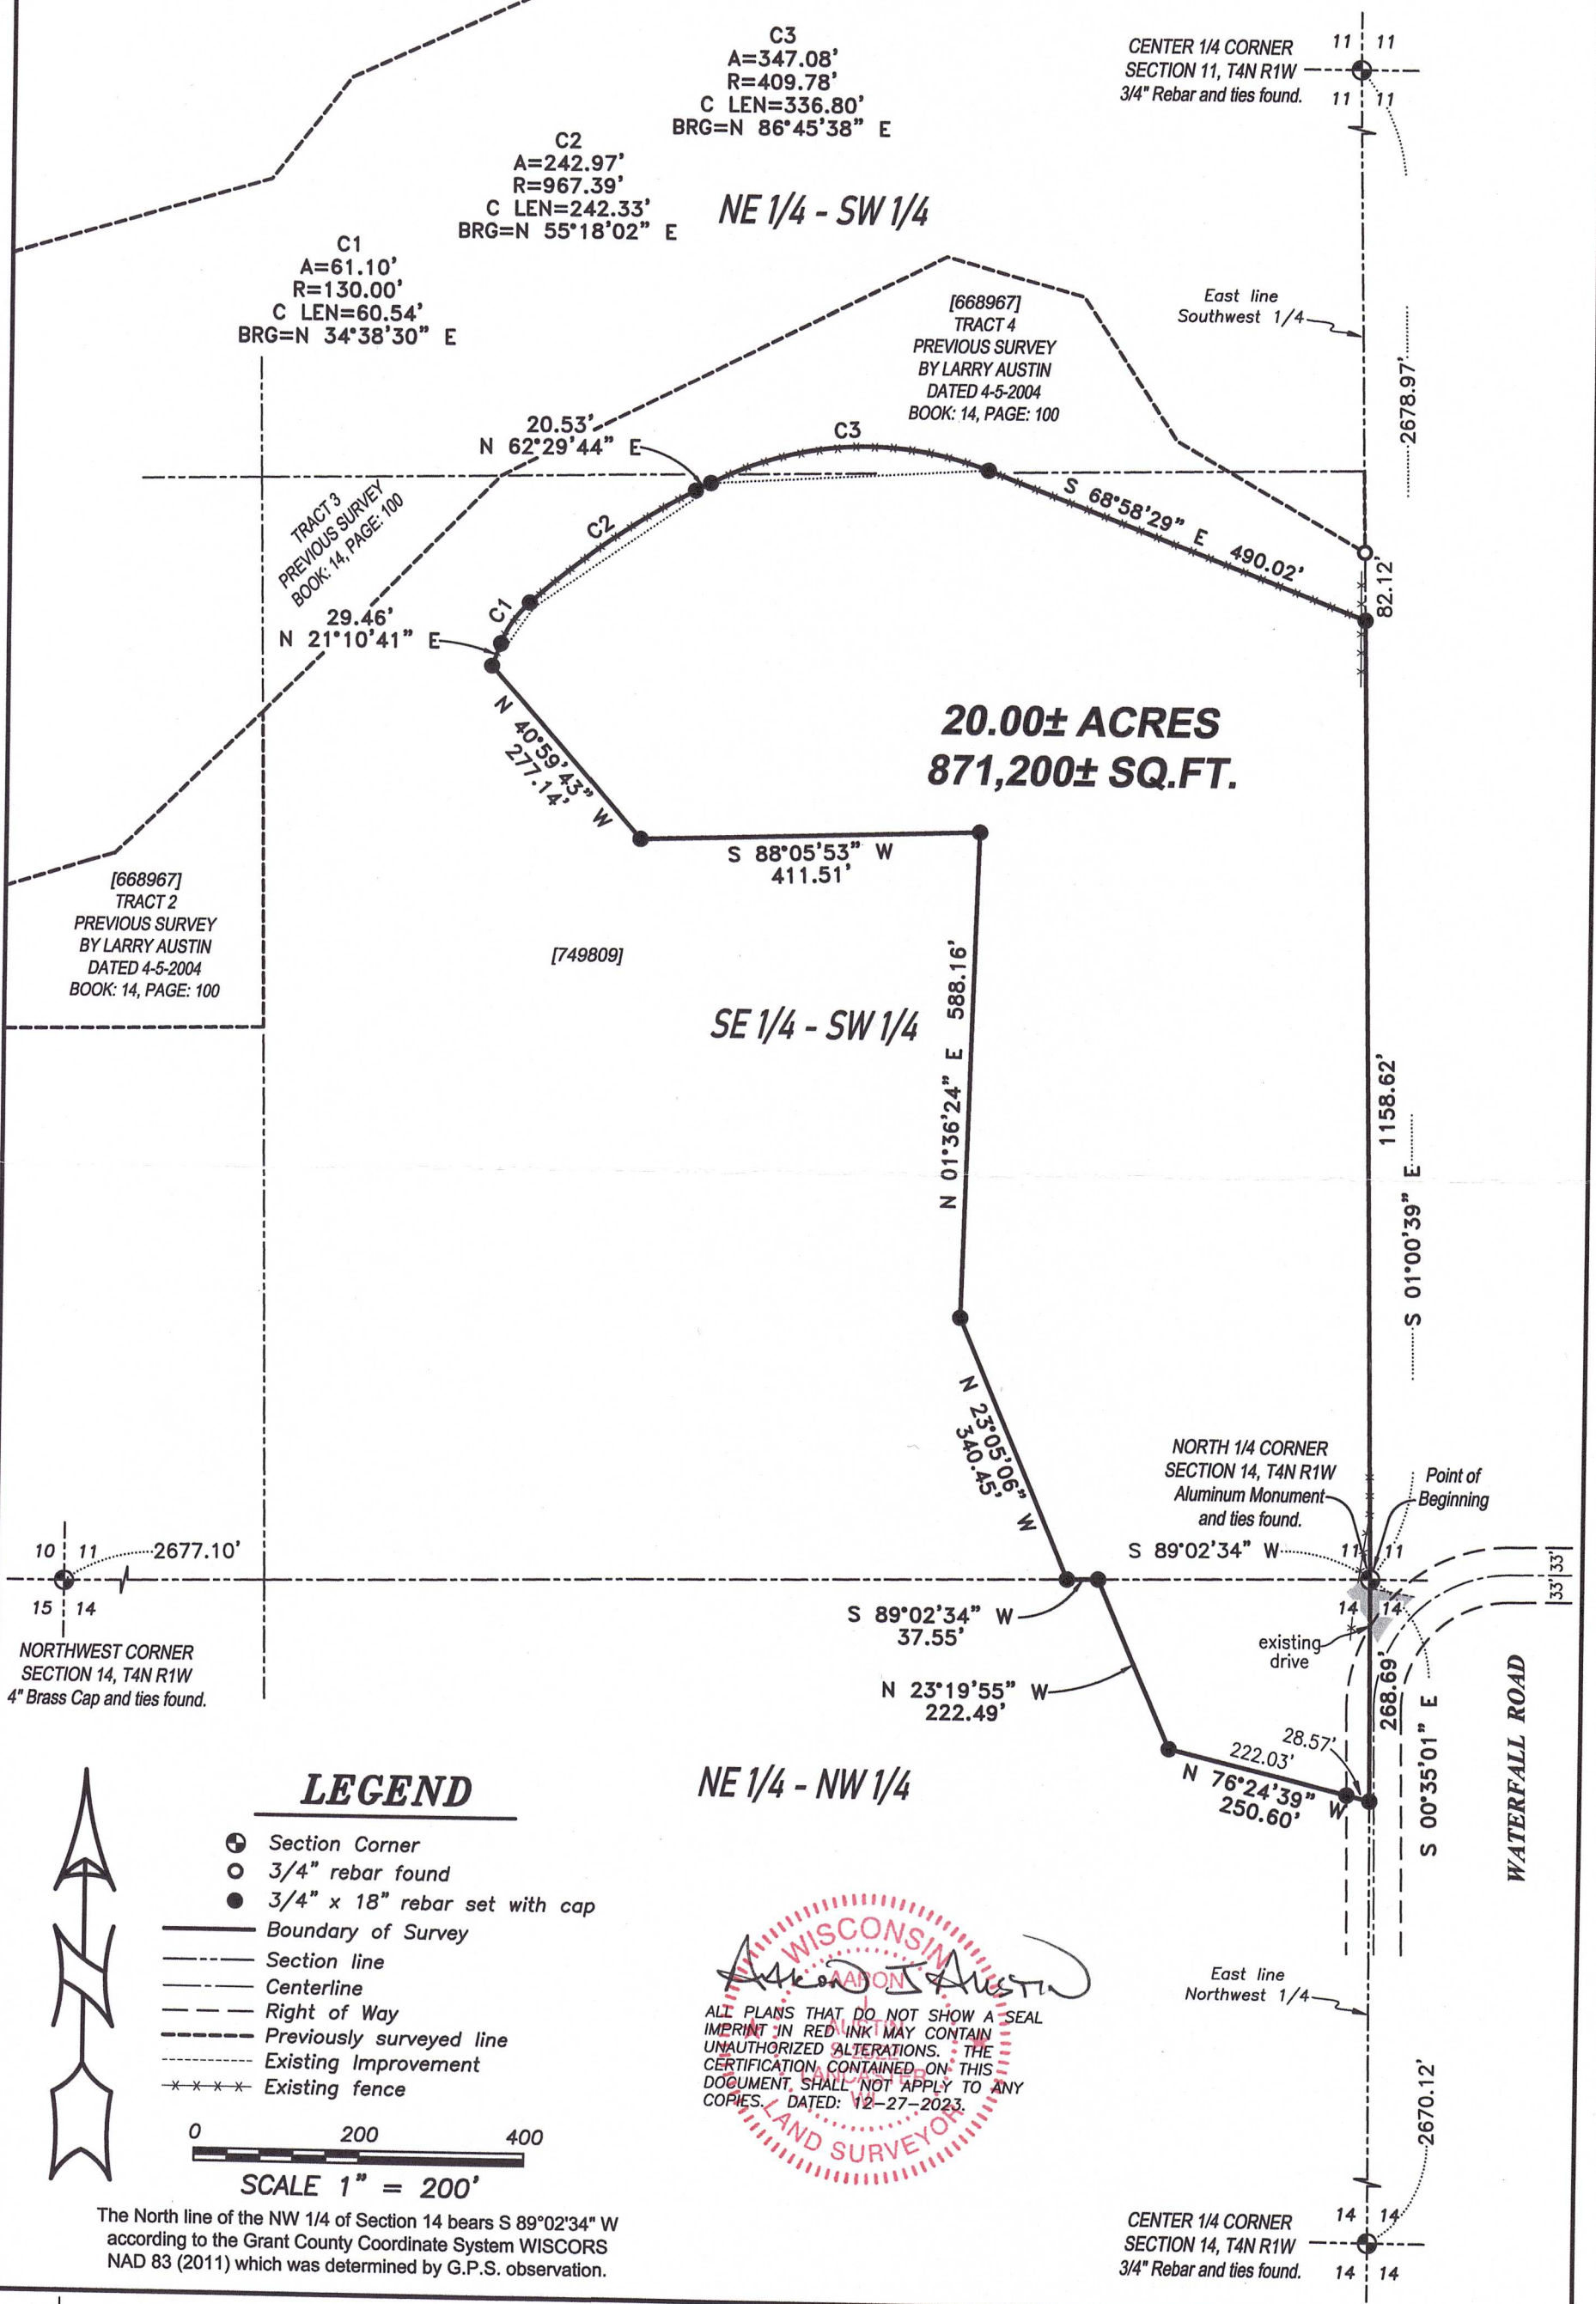 C3
A=347.08'
R=409.78'
C LEN=336.80'
BRG=N 86°45'38" E
CENTER 1/4 CORNER
SECTION 11, T4N R1W
3/4" Rebar and ties found.
11 11
11 11
C2
A=242.97'
R=967.39'
C LEN=242.33'
BRG=N 55°18'02" E
NE 1/4 - SW 1/4
C1
A=61.10'
R=130.00'
C LEN=60.54'
BRG=N 34°38'30" E
[668967]
TRACT 4
PREVIOUS SURVEY
BY LARRY AUSTIN
DATED 4-5-2004
BOOK: 14, PAGE: 100
East line
Southwest 1/4
2678.97'
20.53'
N 62°29'44" E
C3
TRACT 3
PREVIOUS SURVEY
BOOK: 14, PAGE: 100
C2
S 68°58'29" E 490.02'
82.12'
C1
29.46'
N 21°10'41" E
N 40°59'43" W
277.14'
20.00± ACRES
871,200± SQ.FT.
S 88°05'53" W
411.51'
[668967]
TRACT 2
PREVIOUS SURVEY
BY LARRY AUSTIN
DATED 4-5-2004
BOOK: 14, PAGE: 100
[749809]
SE 1/4 - SW 1/4
N 01°36'24" E 588.16'
1158.62'
S 01°00'39" E
N 23°05'06" W
340.45'
NORTH 1/4 CORNER
SECTION 14, T4N R1W
Aluminum Monument
and ties found.
Point of
Beginning
S 89°02'34" W
11 11
14 14
10 11
2677.10'
15 14
NORTHWEST CORNER
SECTION 14, T4N R1W
4" Brass Cap and ties found.
S 89°02'34" W
37.55'
existing
drive
33' 33'
N 23°19'55" W
222.49'
268.69'
S 00°35'01" E
WATERFALL ROAD
28.57'
222.03'
N 76°24'39" W
250.60'
NE 1/4 - NW 1/4
LEGEND
Section Corner
3/4" rebar found
3/4" x 18" rebar set with cap
Boundary of Survey
Section line
Centerline
Right of Way
Previously surveyed line
Existing Improvement
Existing fence
0 200 400
SCALE 1" = 200'
The North line of the NW 1/4 of Section 14 bears S 89°02'34" W
according to the Grant County Coordinate System WISCORS
NAD 83 (2011) which was determined by G.P.S. observation.
WISCONSIN
Aaron J Austin
AARON
J
AUSTIN
LANCASTER
WI
LAND SURVEYOR
ALL PLANS THAT DO NOT SHOW A SEAL
IMPRINT IN RED INK MAY CONTAIN
UNAUTHORIZED ALTERATIONS. THE
CERTIFICATION CONTAINED ON THIS
DOCUMENT SHALL NOT APPLY TO ANY
COPIES. DATED: 12-27-2023.
East line
Northwest 1/4
2670.12'
CENTER 1/4 CORNER
SECTION 14, T4N R1W
3/4" Rebar and ties found.
14 14
14 14